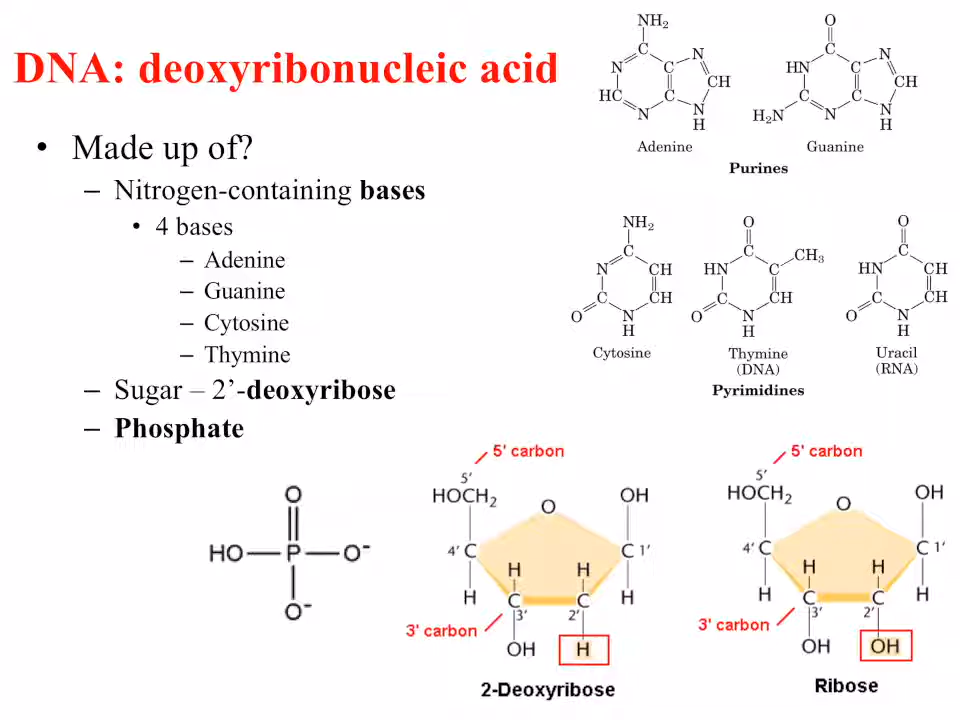 DNA: deoxyribonucleic acid
• Made up of?
– Nitrogen-containing bases
• 4 bases
– Adenine
– Guanine
– Cytosine
– Thymine
– Sugar – 2’-deoxyribose
– Phosphate
NH2
C
N
C
N
HC
C
CH
N
N
H
Adenine
O
C
HN
C
N
C
C
CH
H2N
N
N
H
Guanine
Purines
NH2
C
N
CH
C
CH
O
N
H
Cytosine
O
C
HN
C
CH3
C
CH
O
N
H
Thymine
(DNA)
O
C
HN
CH
C
CH
O
N
H
Uracil
(RNA)
Pyrimidines
O
HO
P
O-
O-
5' carbon
5'
HOCH2
O
OH
4'
C
C
1'
H
H
H
H
C
C
3'
2'
3' carbon
OH
H
2-Deoxyribose
5' carbon
5'
HOCH2
O
OH
4'
C
C
1'
H
H
H
H
C
C
3'
2'
3' carbon
OH
OH
Ribose